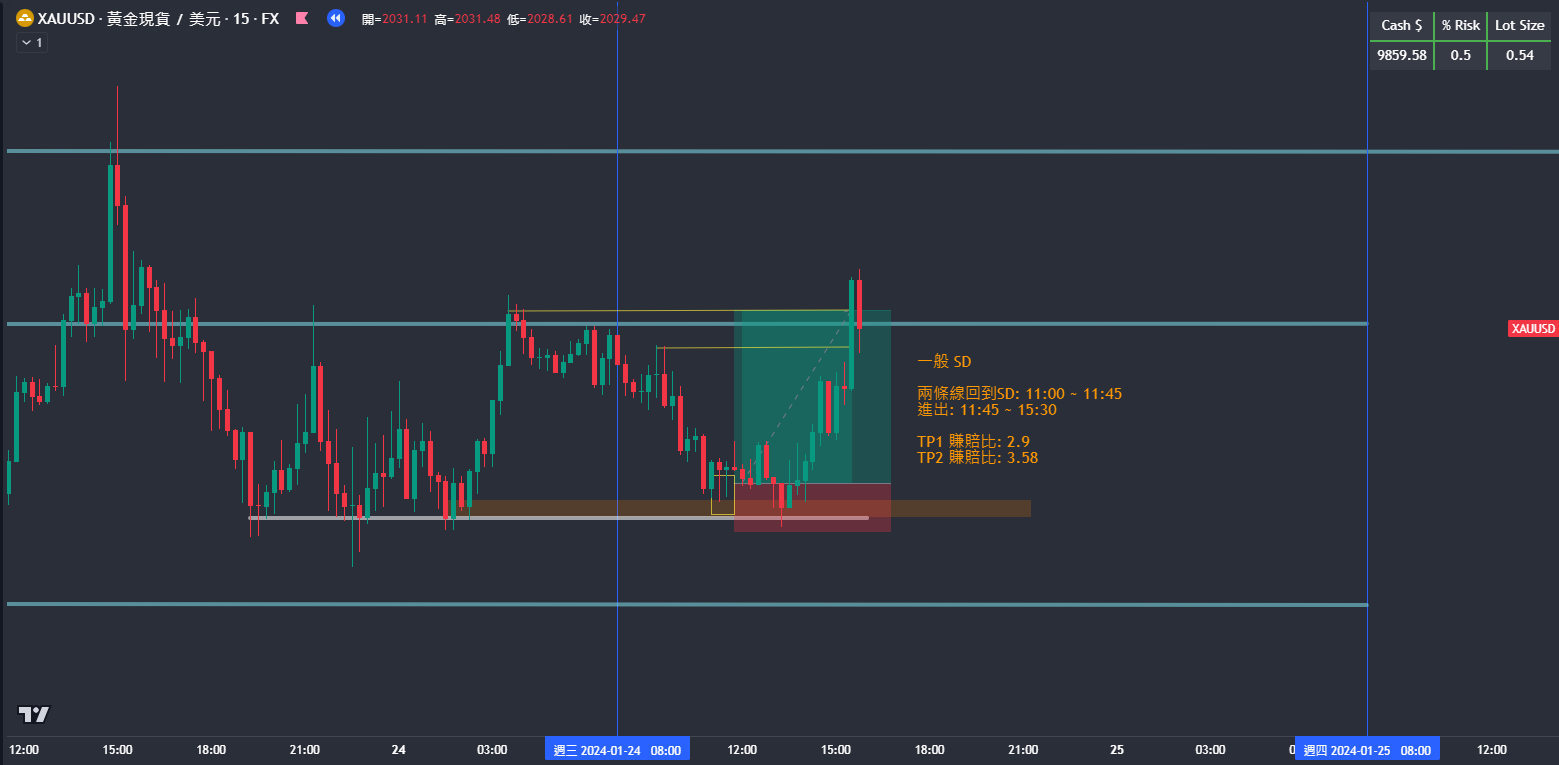 XAUUSD · 黃金現貨 / 美元 · 15 · FX 開=2031.11 高=2031.48 低=2028.61 收=2029.47
1
Cash $ % Risk Lot Size
9859.58 0.5 0.54
XAUUSD
一般 SD
兩條線回到SD: 11:00 ~ 11:45
進出: 11:45 ~ 15:30
TP1 賺賠比: 2.9
TP2 賺賠比: 3.58
12:00 15:00 18:00 21:00 24 03:00 週三 2024-01-24 08:00 12:00 15:00 18:00 21:00 25 03:00 週四 2024-01-25 08:00 12:00